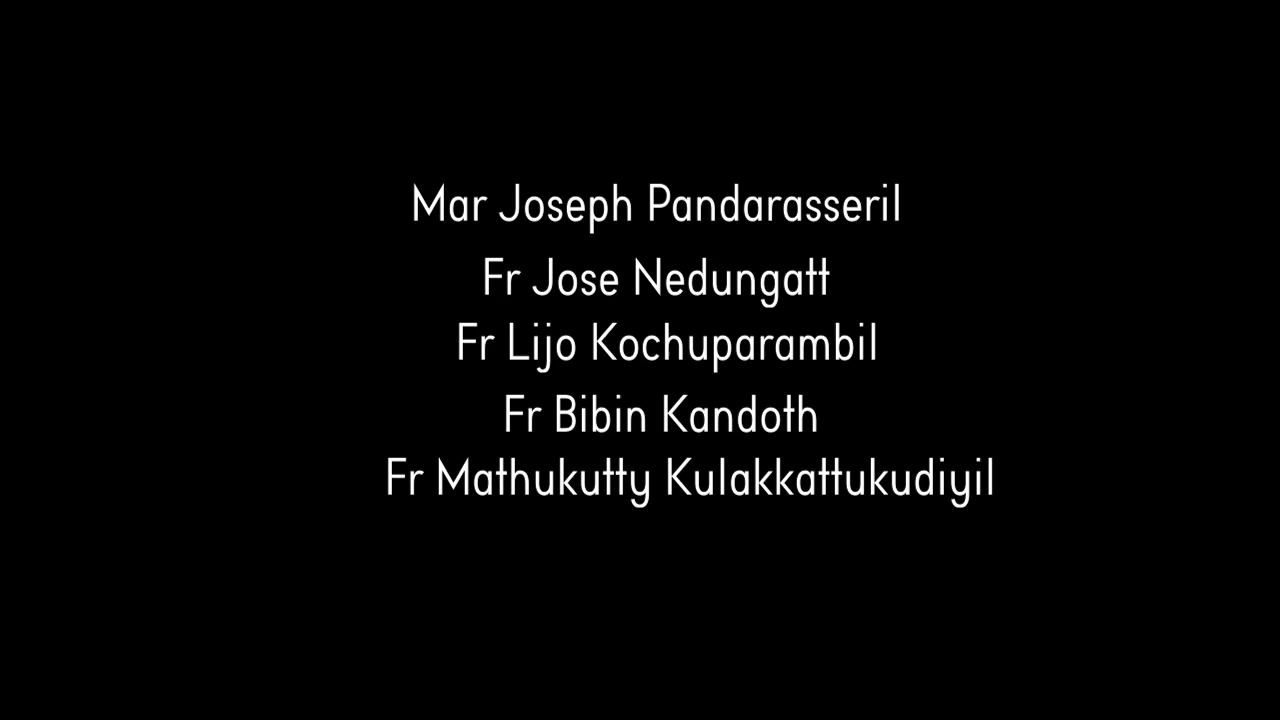 Mar Joseph Pandarasseril
Fr Jose Nedungatt
Fr Lijo Kochuparambil
Fr Bibin Kandoth
Fr Mathukutty Kulakkattukudiyil